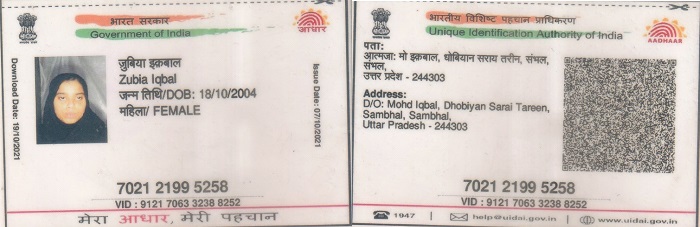 भारत सरकार
Government of India
आधार
Download Date: 19/10/2021
ज़ुबिया इक़बाल
Zubia Iqbal
जन्म तिथि/DOB: 18/10/2004
महिला/ FEMALE
Issue Date: 07/10/2021
7021 2199 5258
VID : 9121 7063 3238 8252
मेरा आधार, मेरी पहचान
भारतीय विशिष्ट पहचान प्राधिकरण
Unique Identification Authority of India
AADHAAR
पता:
आत्मजा: मो इक़बाल, धोबियान सराय तरीन, संभल,
संभल,
उत्तर प्रदेश - 244303
Address:
D/O: Mohd Iqbal, Dhobiyan Sarai Tareen,
Sambhal, Sambhal,
Uttar Pradesh - 244303
7021 2199 5258
VID : 9121 7063 3238 8252
1947 | help@uidai.gov.in | www.uidai.gov.in